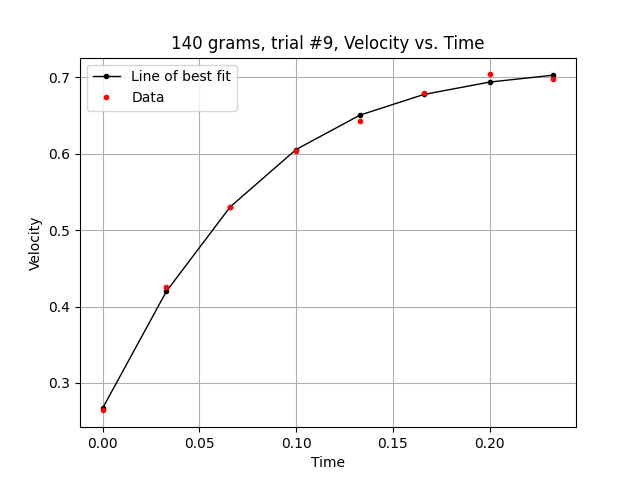 140 grams, trial #9, Velocity vs. Time
Line of best fit
Data
0.7
0.6
0.5
0.4
0.3
Velocity
0.00
0.05
0.10
0.15
0.20
Time